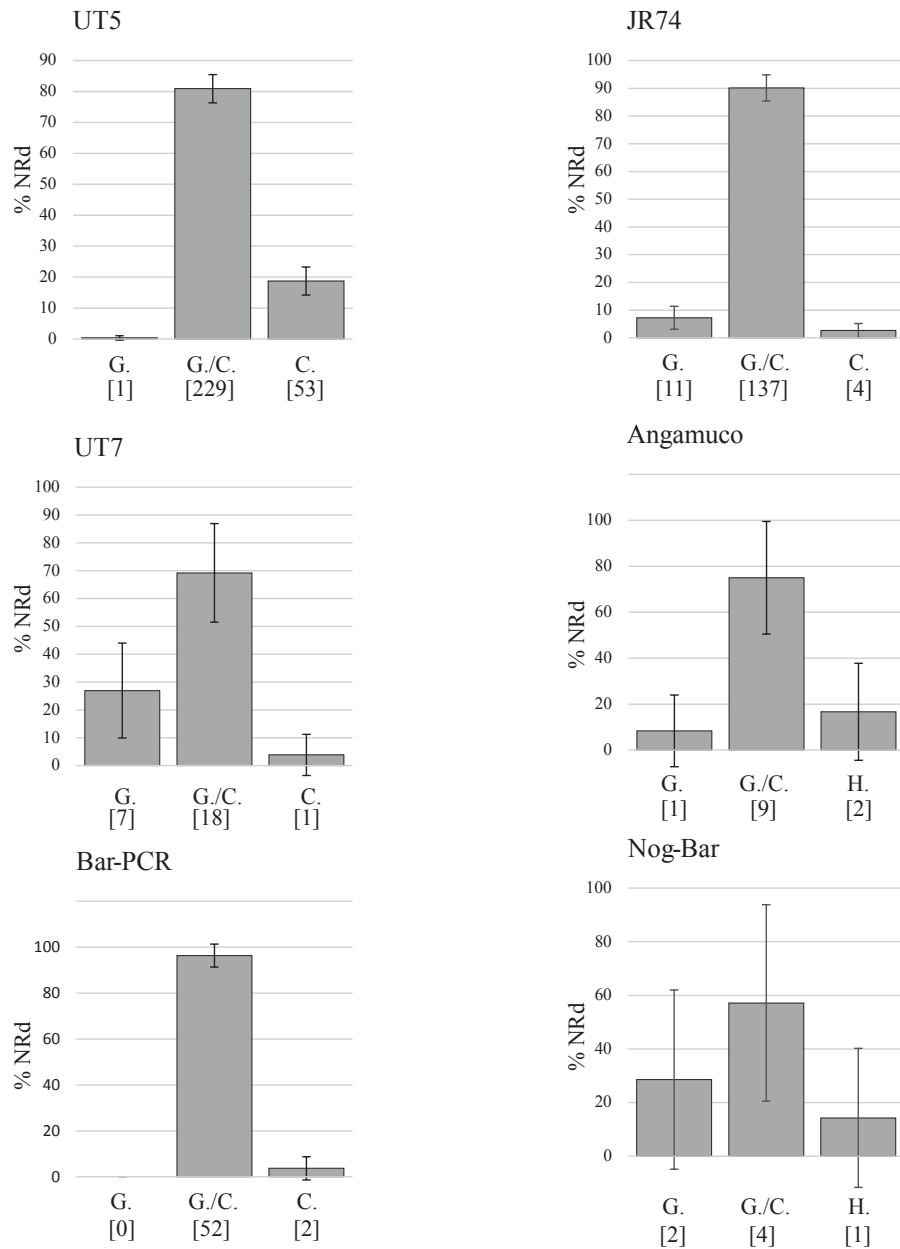 UT5
% NRd
90
80
70
60
50
40
30
20
10
0
G. G./C. C.
[1] [229] [53]
JR74
% NRd
100
90
80
70
60
50
40
30
20
10
0
G. G./C. C.
[11] [137] [4]
UT7
% NRd
100
90
80
70
60
50
40
30
20
10
0
G. G./C. C.
[7] [18] [1]
Angamuco
% NRd
100
80
60
40
20
0
G. G./C. H.
[1] [9] [2]
Bar-PCR
% NRd
100
80
60
40
20
0
G. G./C. C.
[0] [52] [2]
Nog-Bar
% NRd
100
80
60
40
20
0
G. G./C. H.
[2] [4] [1]